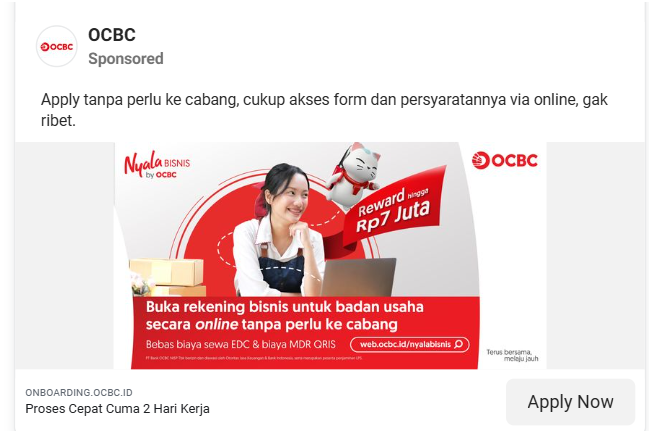 OCBC
OCBC
Sponsored
Apply tanpa perlu ke cabang, cukup akses form dan persyaratannya via online, gak
ribet.
Nyala BISNIS
by OCBC
OCBC
Reward hingga
Rp7 Juta
Buka rekening bisnis untuk badan usaha
secara online tanpa perlu ke cabang
Bebas biaya sewa EDC & biaya MDR QRIS
web.ocbc.id/nyalabisnis
Terus bersama,
melaju jauh
ONBOARDING.OCBC.ID
Proses Cepat Cuma 2 Hari Kerja
Apply Now